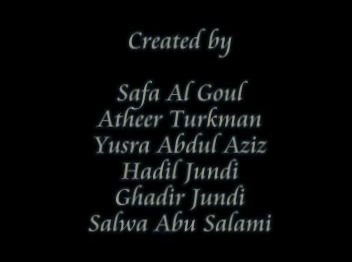 Created by
Safa Al Goul
Atheer Turkman
Yusra Abdul Aziz
Hadil Jundi
Ghadir Jundi
Salwa Abu Salami